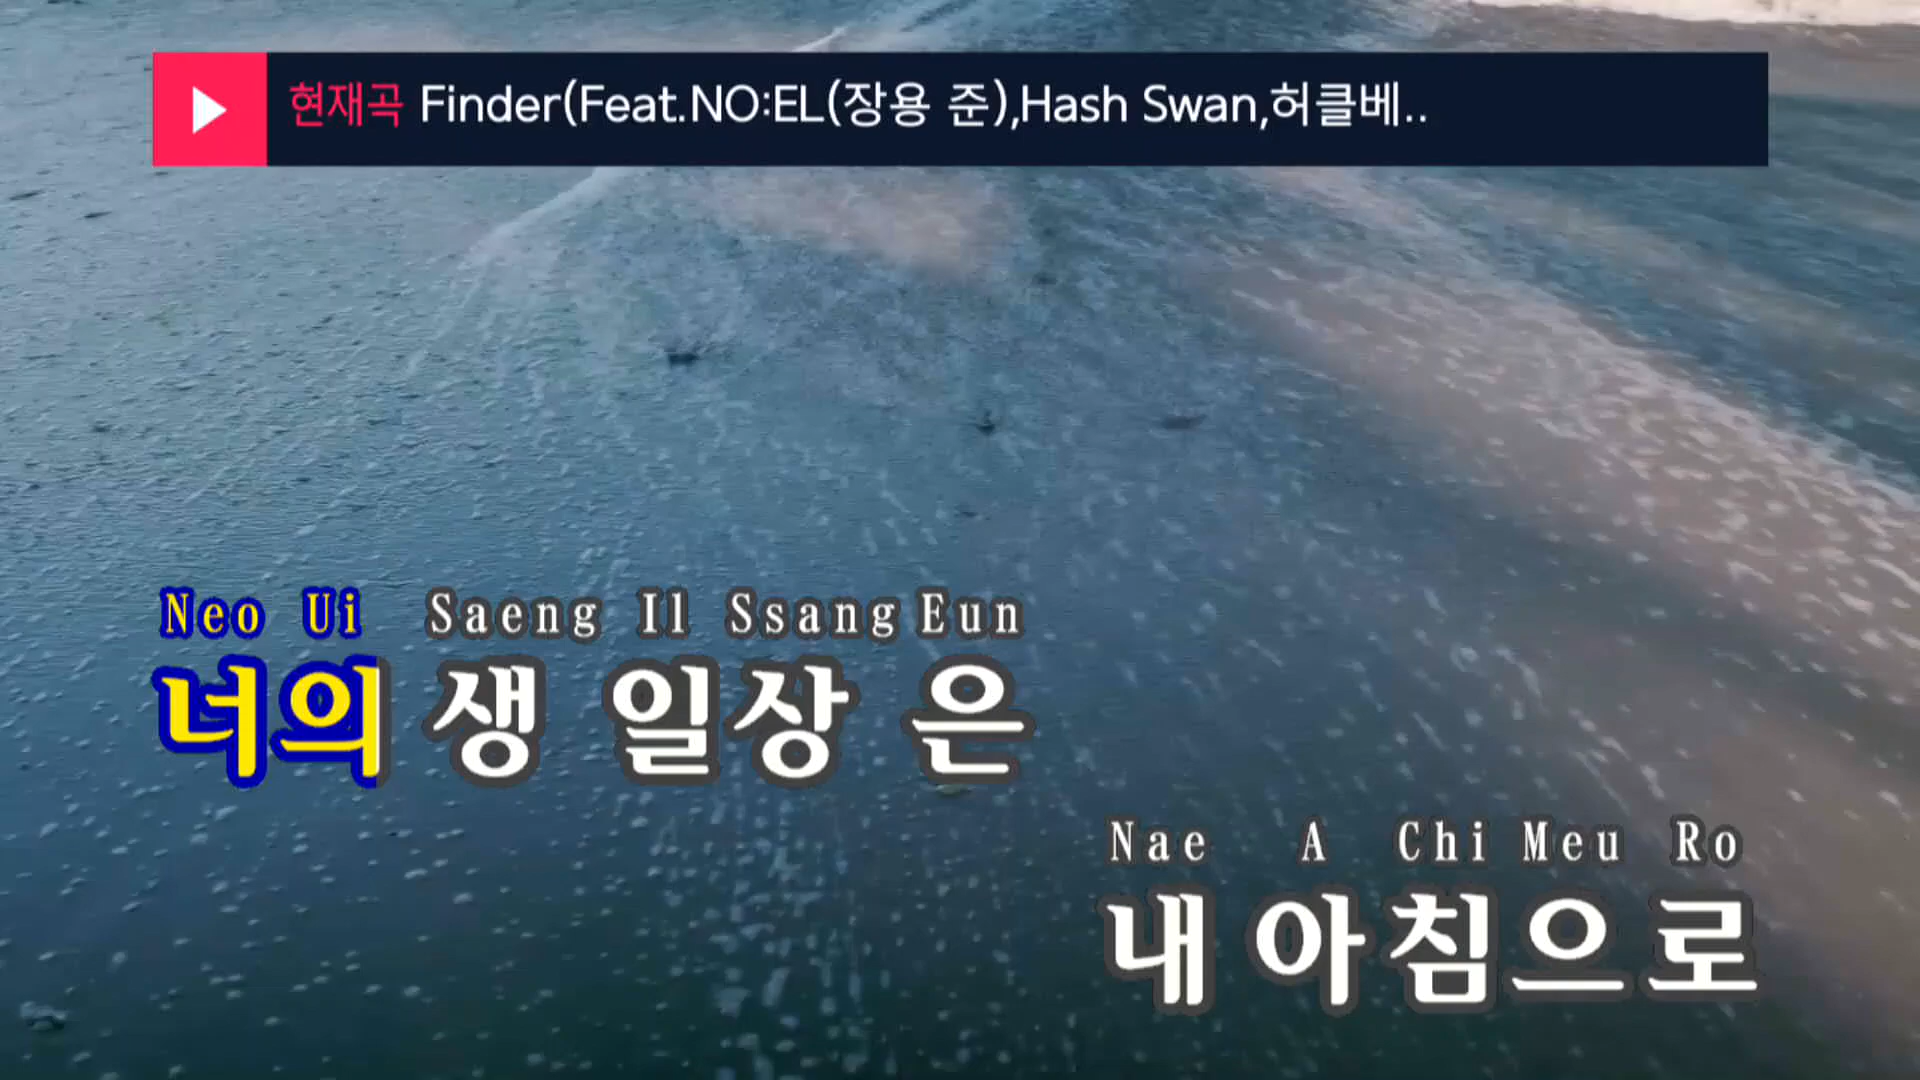 현재곡 Finder(Feat.NO:EL(장용 준),Hash Swan,허클베..
Neo Ui Saeng Il Ssang Eun
너의 생 일상 은
Nae A Chi Meu Ro
내 아침으로